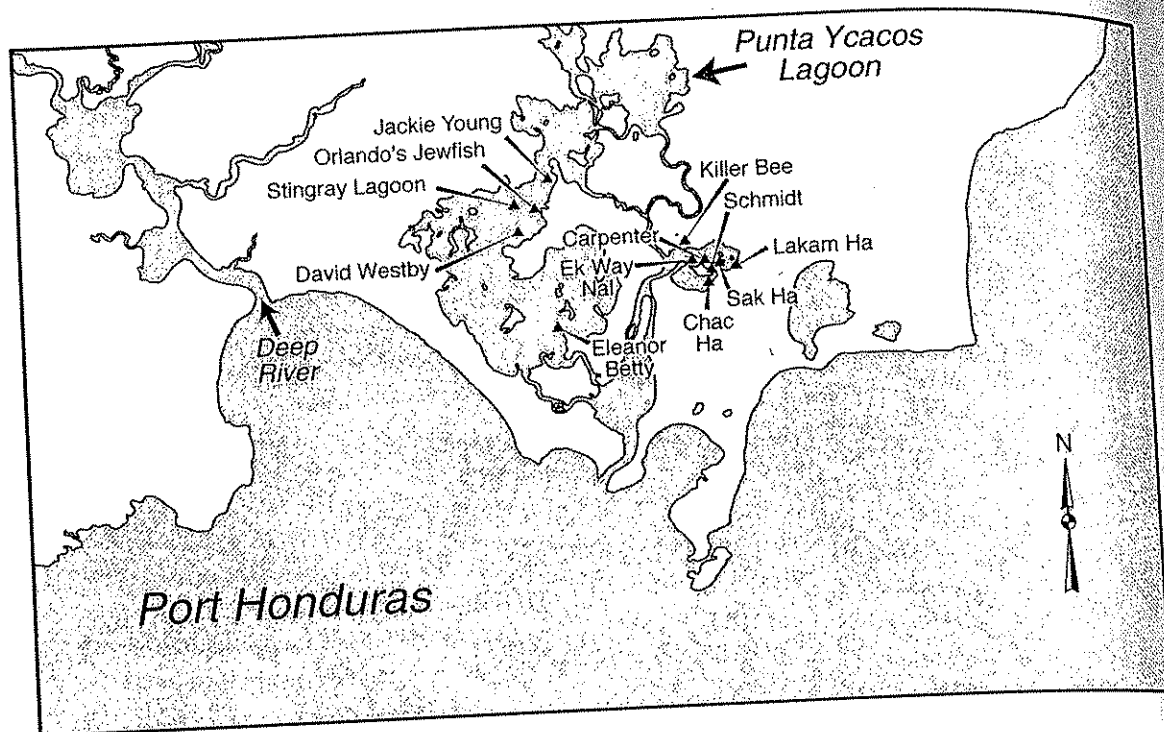 Punta Ycacos
Lagoon
Jackie Young
Orlando's Jewfish
Stingray Lagoon
David Westby
Killer Bee
Schmidt
Carpenter
Lakam Ha
Ek Way
Nal
Sak Ha
Chac
Ha
Eleanor
Betty
Deep
River
N
Port Honduras